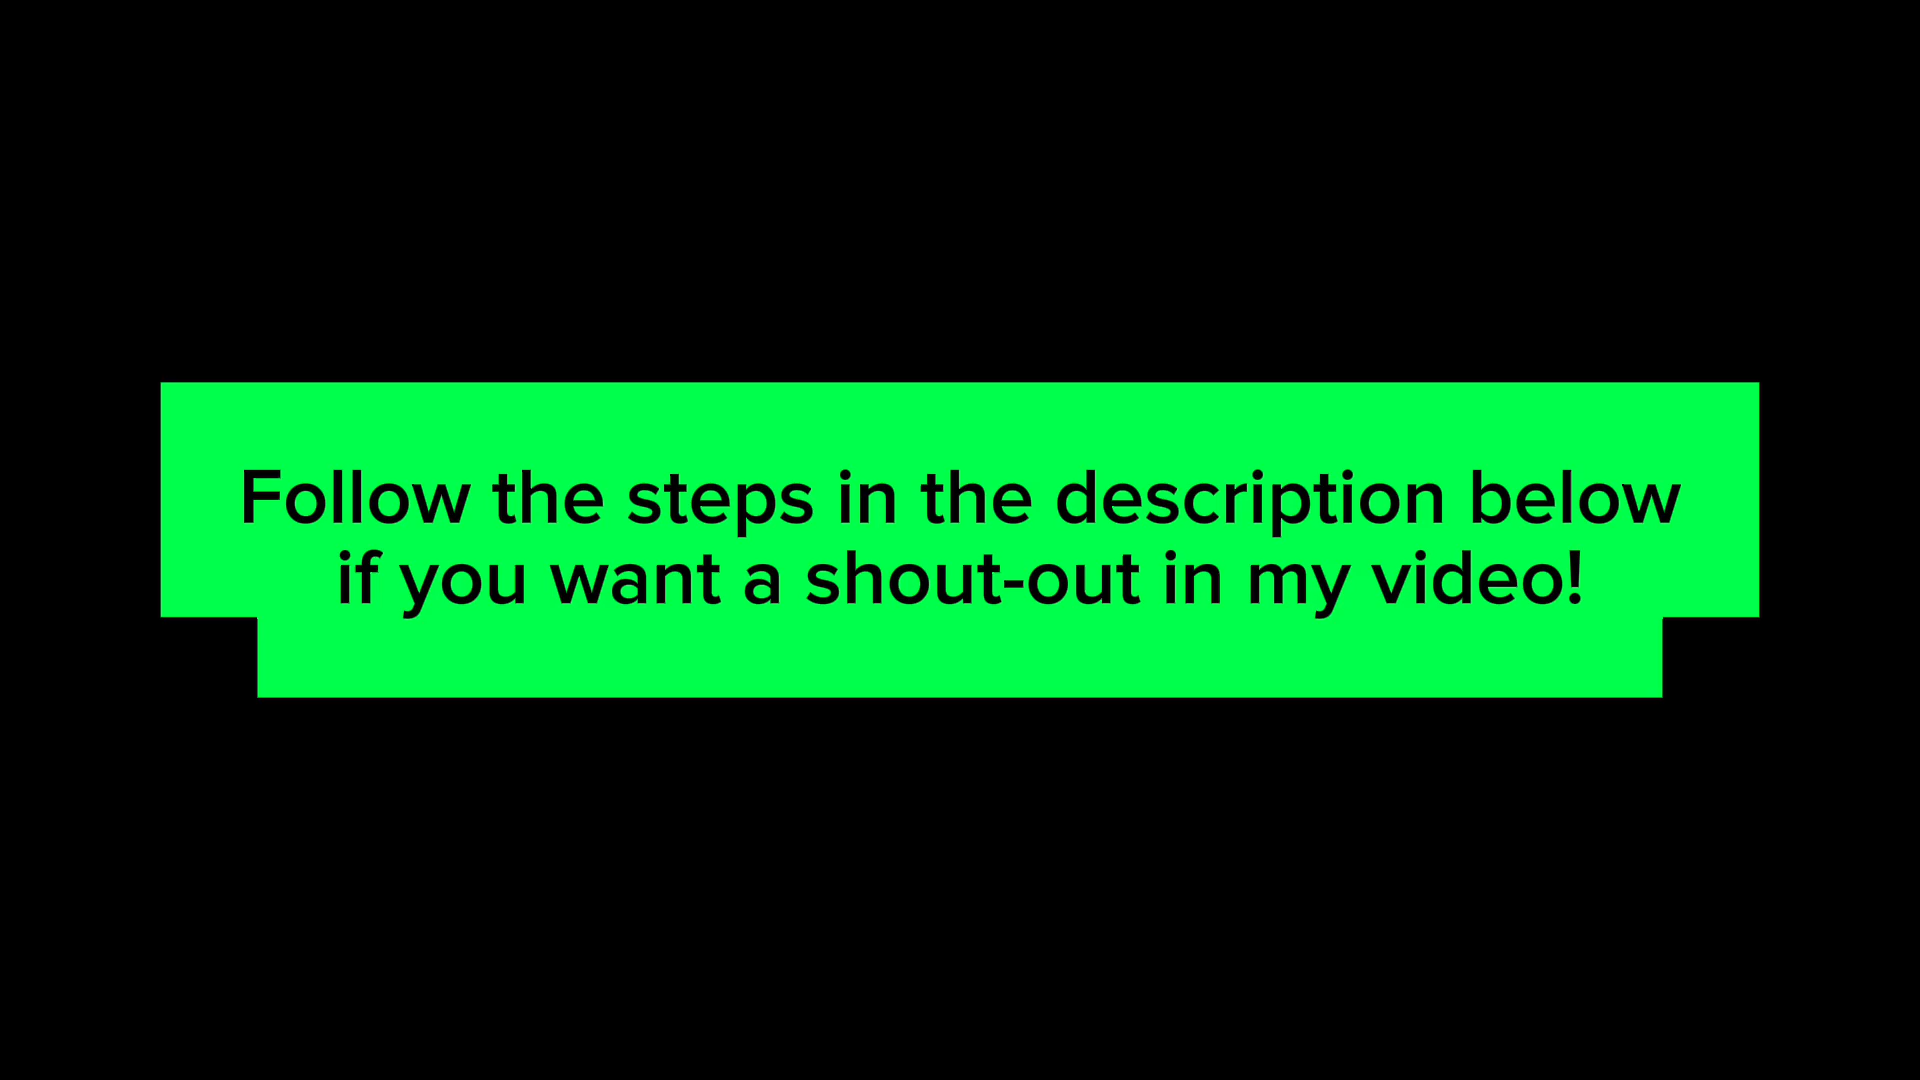 Follow the steps in the description below
if you want a shout-out in my video!